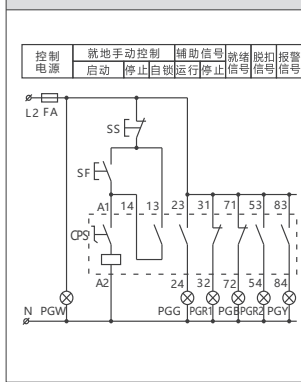 控制电源
就地手动控制
辅助信号
就绪信号
脱扣信号
报警信号
启动
停止
自锁
运行
停止
L2 FA
SS
SF
A1 14 13 23 31 71 53 83
CPS
A2 24 32 72 54 84
N PGW PGG PGR1 PGB PGR2 PGY